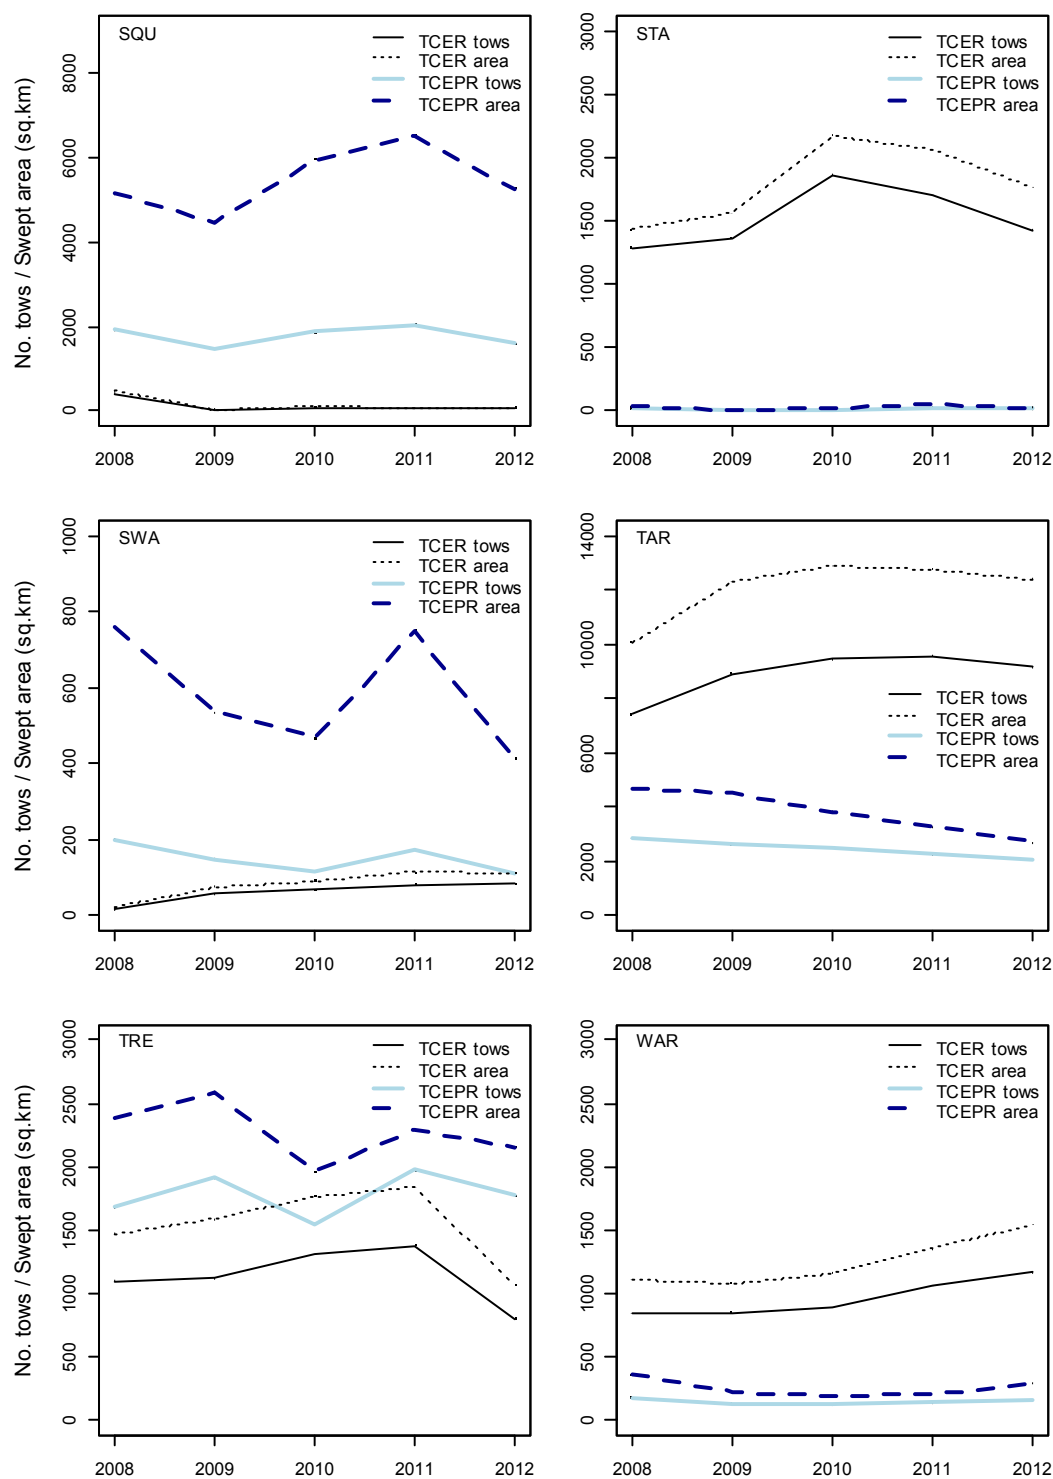 SQU
TCER tows
TCER area
TCEPR tows
TCEPR area
No. tows / Swept area (sq.km)
8000
6000
4000
2000
0
2008 2009 2010 2011 2012
STA
TCER tows
TCER area
TCEPR tows
TCEPR area
3000
2500
2000
1500
1000
500
0
2008 2009 2010 2011 2012
SWA
TCER tows
TCER area
TCEPR tows
TCEPR area
No. tows / Swept area (sq.km)
1000
800
600
400
200
0
2008 2009 2010 2011 2012
TAR
TCER tows
TCER area
TCEPR tows
TCEPR area
14000
10000
6000
2000
0
2008 2009 2010 2011 2012
TRE
TCER tows
TCER area
TCEPR tows
TCEPR area
No. tows / Swept area (sq.km)
3000
2500
2000
1500
1000
500
0
2008 2009 2010 2011 2012
WAR
TCER tows
TCER area
TCEPR tows
TCEPR area
3000
2500
2000
1500
1000
500
0
2008 2009 2010 2011 2012